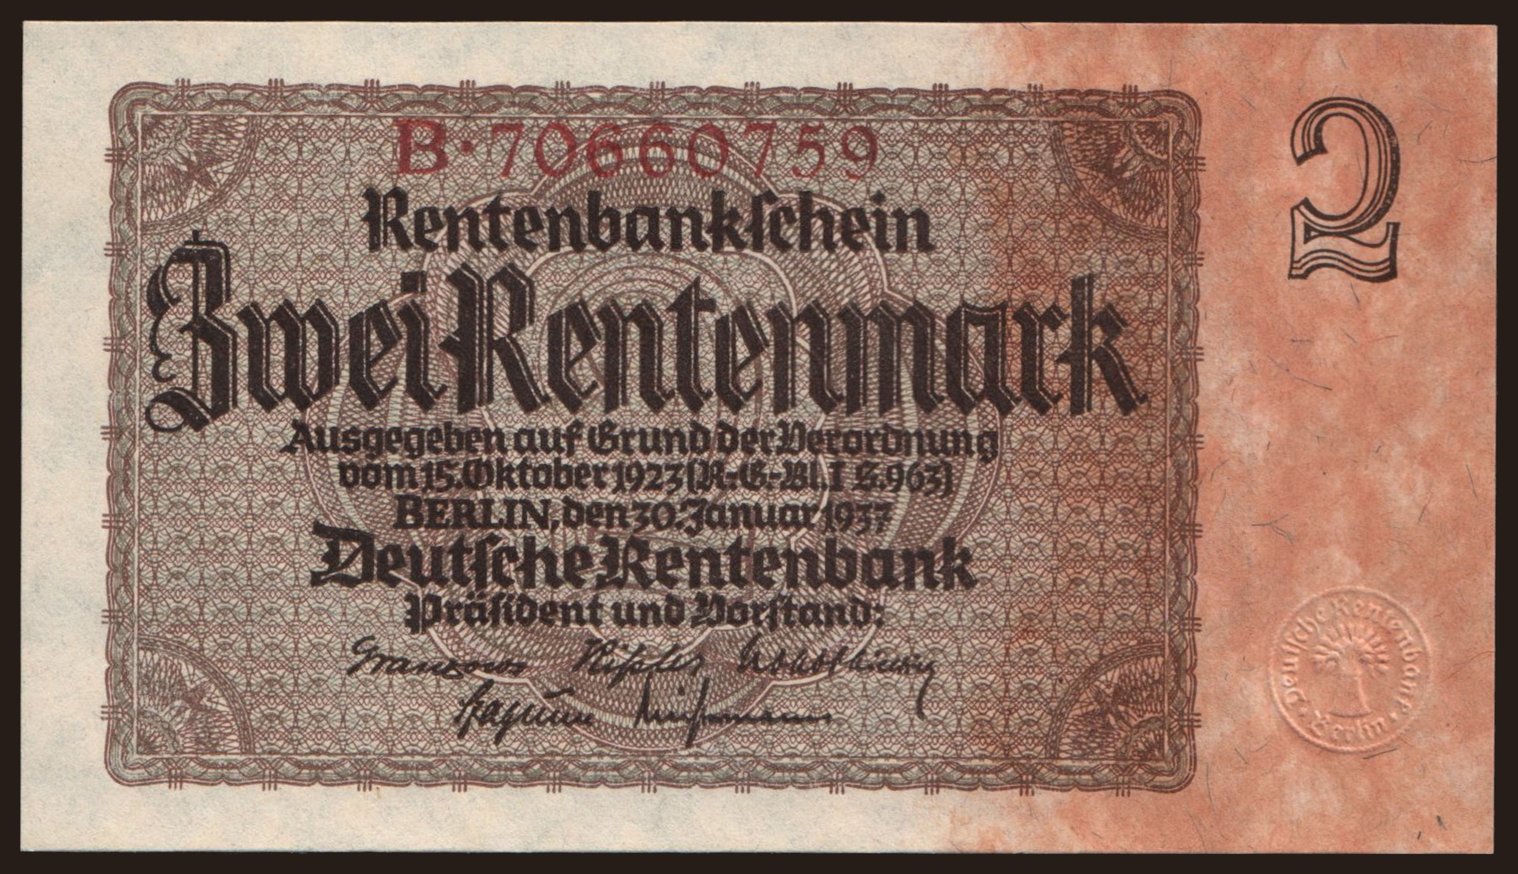 B·70660759
2
Rentenbankſchein
Zwei Rentenmark
Ausgegeben auf Grund der Verordnung
vom 15. Oktober 1923 (R.-G.-Bl. I S. 963)
BERLIN, den 30. Januar 1937
Deutſche Rentenbank
Präſident und Vorſtand:
Deutſche Rentenbank
Berlin